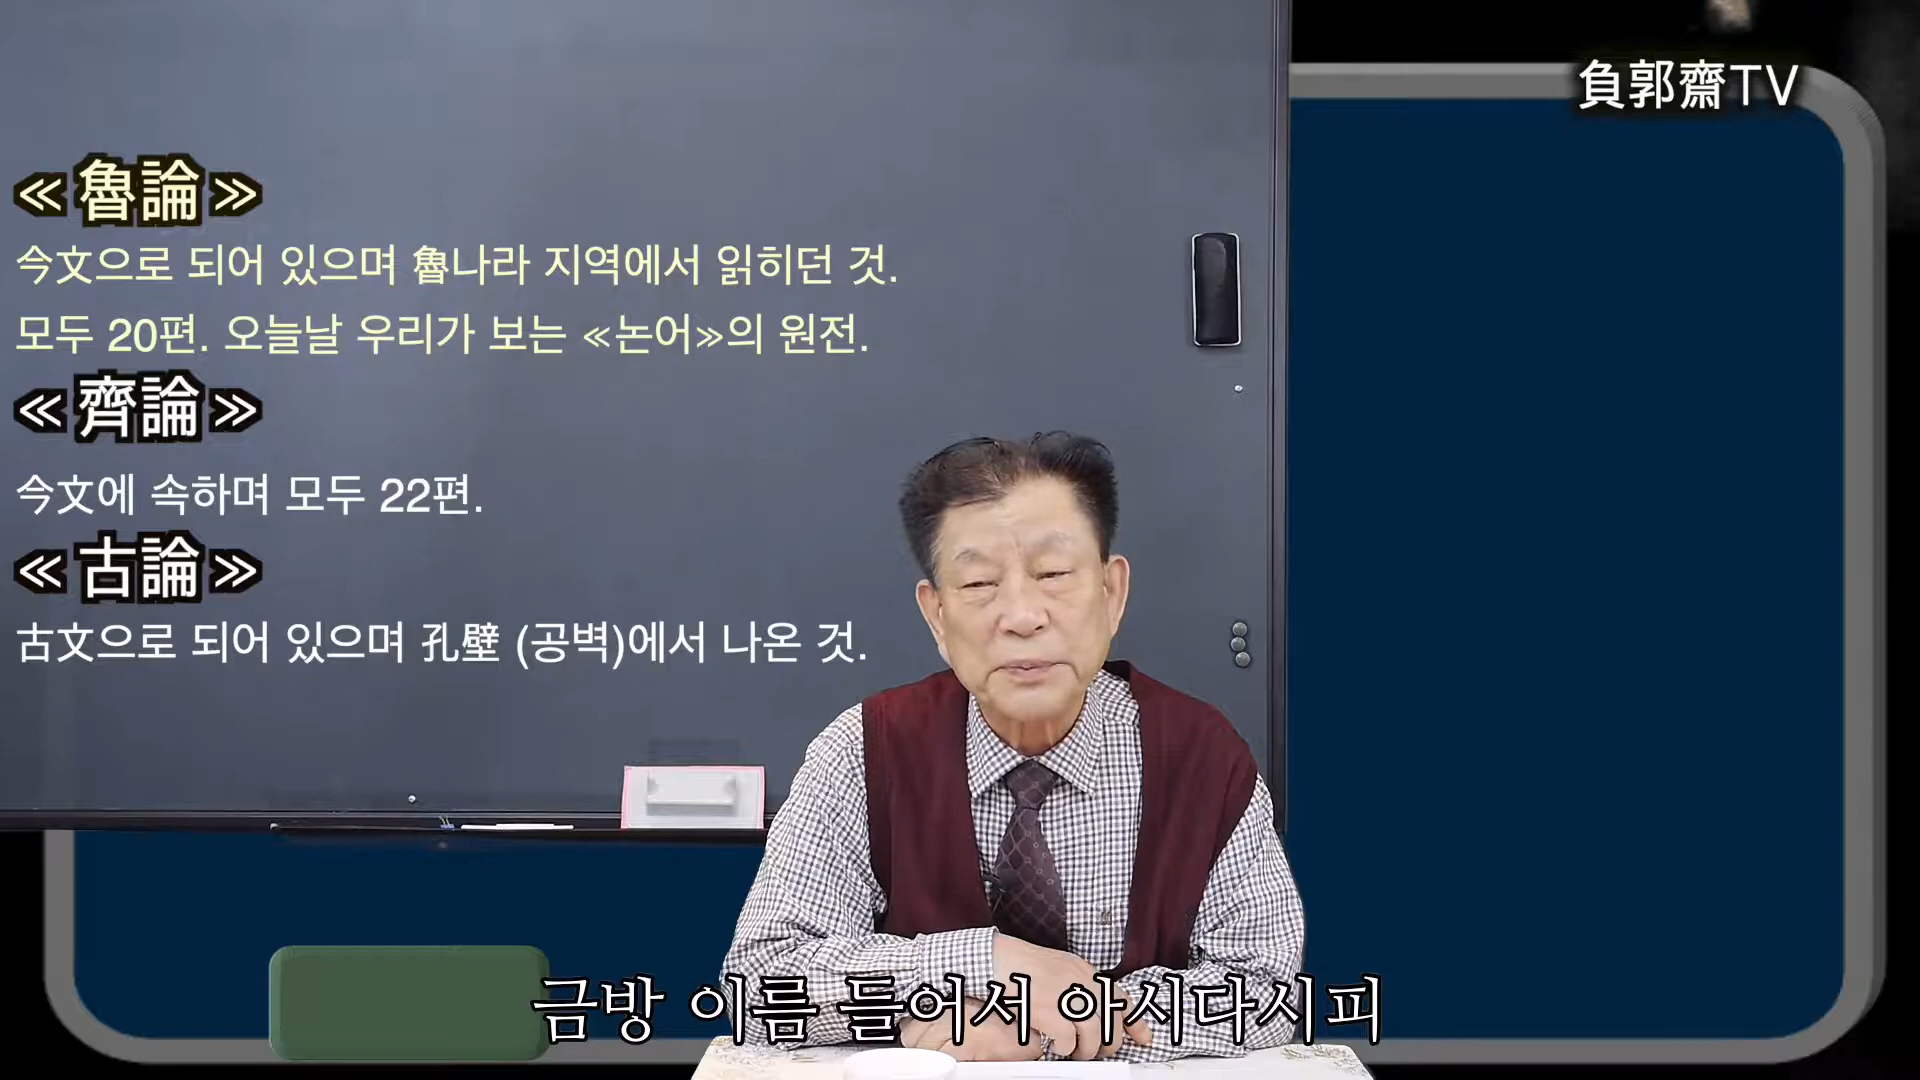 負郭齋TV
≪魯論≫
今文으로 되어 있으며 魯나라 지역에서 읽히던 것.
모두 20편. 오늘날 우리가 보는 ≪논어≫의 원전.
≪齊論≫
今文에 속하며 모두 22편.
≪古論≫
古文으로 되어 있으며 孔壁 (공벽)에서 나온 것.
금방 이름 들어서 아시다시피